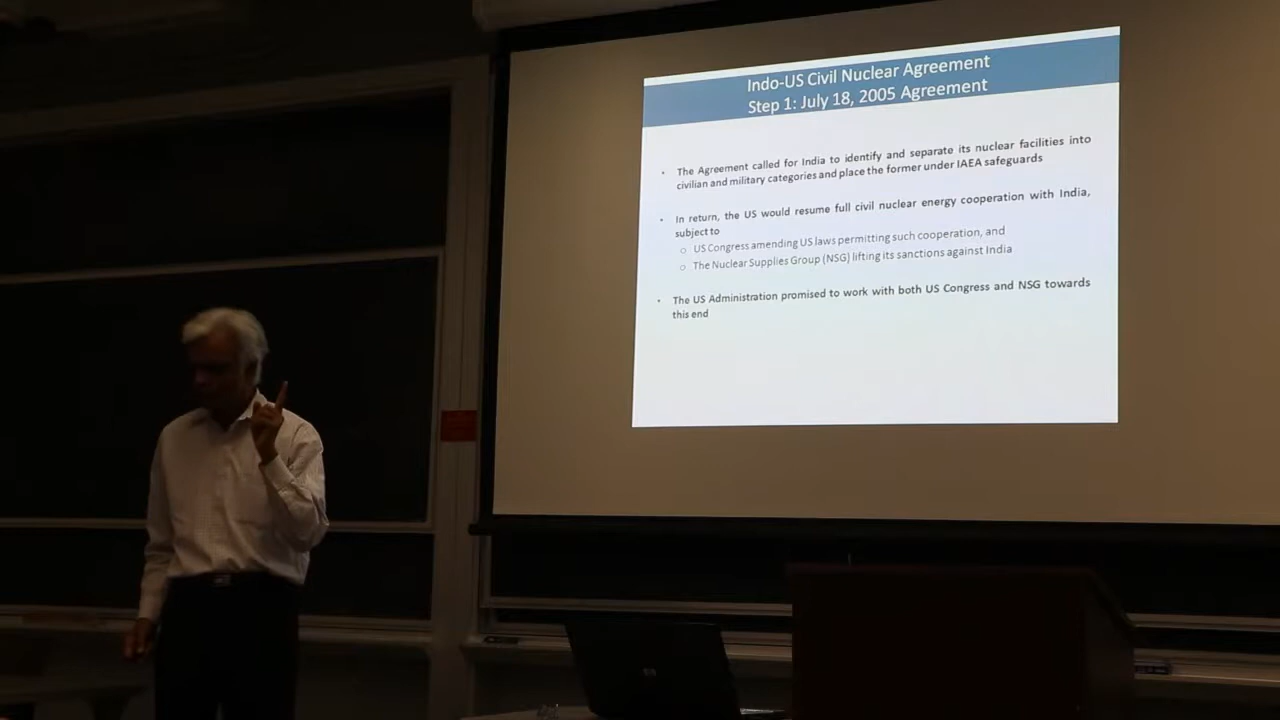 Indo-US Civil Nuclear Agreement
Step 1: July 18, 2005 Agreement
• The Agreement called for India to identify and separate its nuclear facilities into
civilian and military categories and place the former under IAEA safeguards
• In return, the US would resume full civil nuclear energy cooperation with India,
subject to
o US Congress amending US laws permitting such cooperation, and
o The Nuclear Supplies Group (NSG) lifting its sanctions against India
• The US Administration promised to work with both US Congress and NSG towards
this end
hp